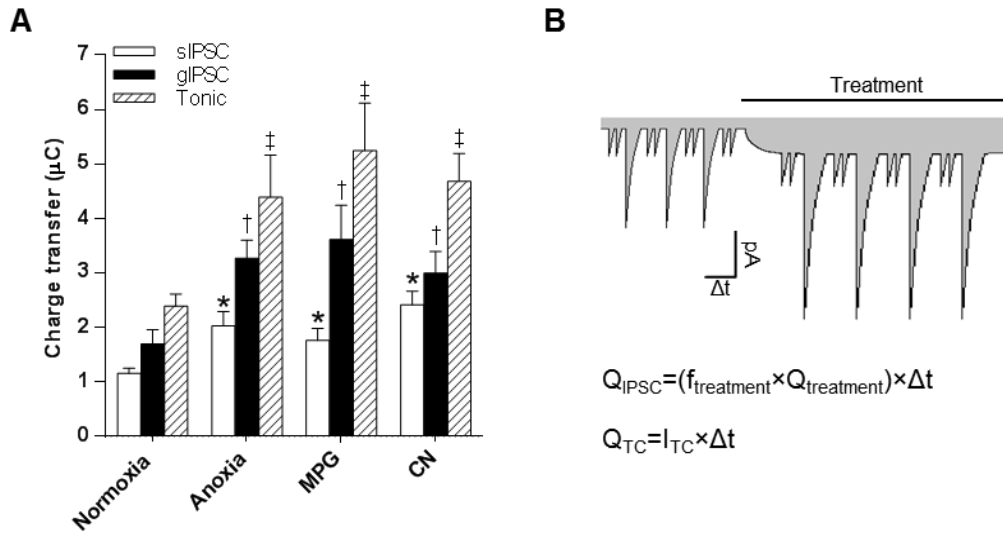 A
Charge transfer (µC)
7
6
5
4
3
2
1
0
sIPSC
gIPSC
Tonic
*
†
‡
*
†
‡
*
†
‡
Normoxia
Anoxia
MPG
CN
B
Treatment
pA
Δt
Q_IPSC=(f_treatment×Q_treatment)×Δt
Q_TC=I_TC×Δt